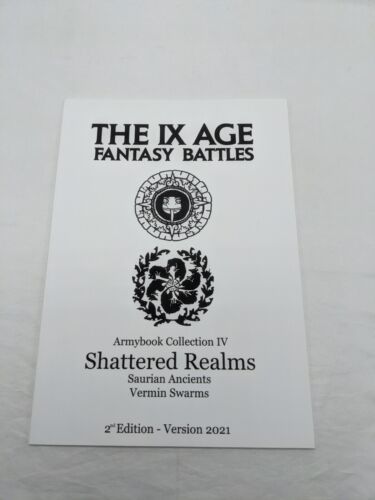 THE IX AGE
FANTASY BATTLES
Armybook Collection IV
Shattered Realms
Saurian Ancients
Vermin Swarms
2nd Edition - Version 2021